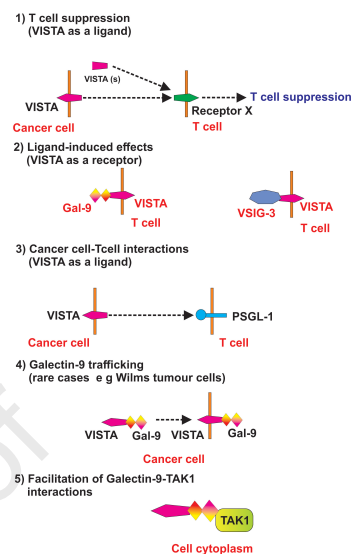 1) T cell suppression
(VISTA as a ligand)
VISTA (s)
VISTA
Receptor X
T cell suppression
Cancer cell
T cell
2) Ligand-induced effects
(VISTA as a receptor)
Gal-9
VISTA
T cell
VSIG-3
VISTA
T cell
3) Cancer cell-Tcell interactions
(VISTA as a ligand)
VISTA
PSGL-1
Cancer cell
T cell
4) Galectin-9 trafficking
(rare cases e g Wilms tumour cells)
VISTA
Gal-9
VISTA
Gal-9
Cancer cell
5) Facilitation of Galectin-9-TAK1
interactions
TAK1
Cell cytoplasm